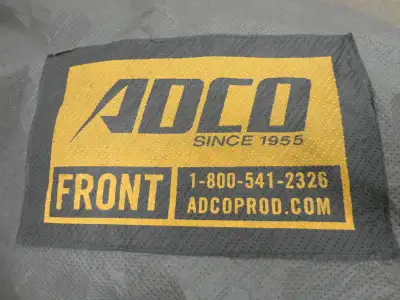 ADCO
SINCE 1955
FRONT
1-800-541-2326
ADCOPROD.COM